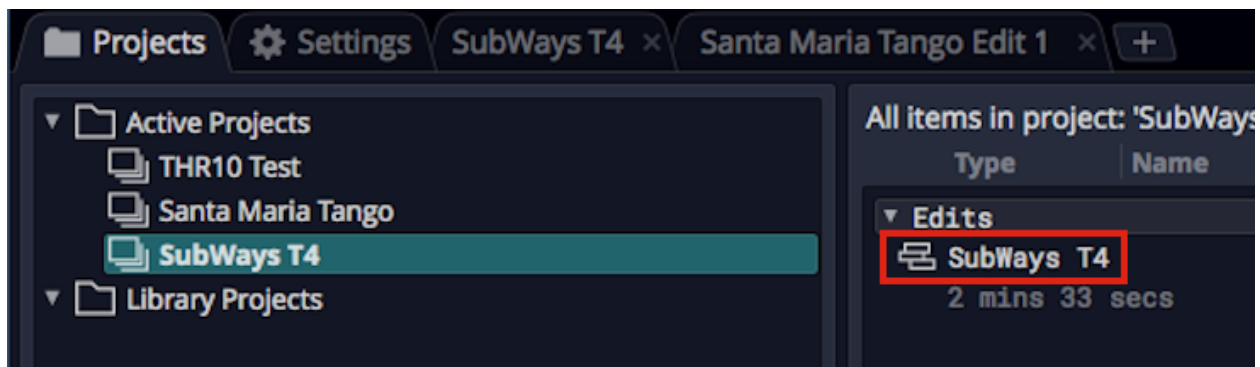 Projects Settings SubWays T4 × Santa Maria Tango Edit 1 × +
Active Projects
THR10 Test
Santa Maria Tango
SubWays T4
Library Projects
All items in project: 'SubWays
Type Name
Edits
SubWays T4
2 mins 33 secs